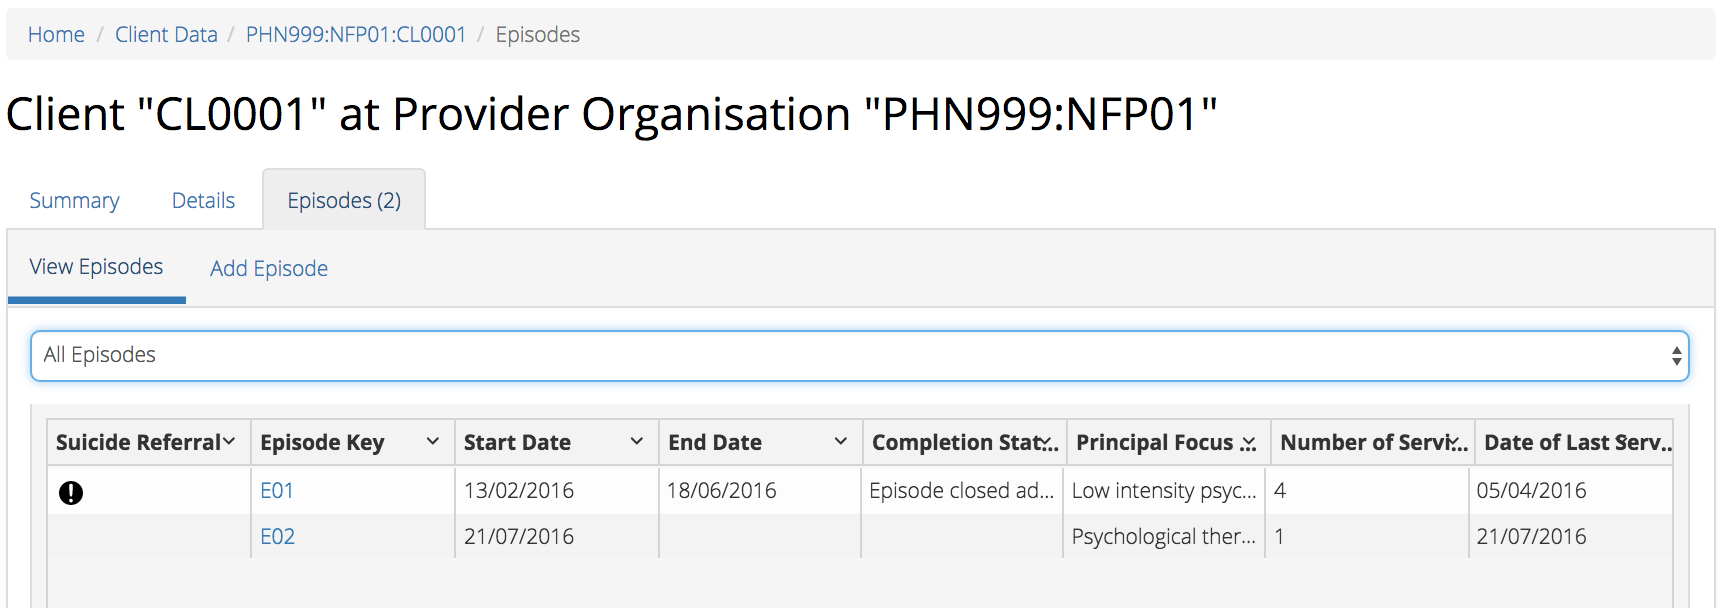 Home / Client Data / PHN999:NFP01:CL0001 / Episodes
Client "CL0001" at Provider Organisation "PHN999:NFP01"
Summary Details Episodes (2)
View Episodes Add Episode
All Episodes
Suicide Referral Episode Key Start Date End Date Completion Stat... Principal Focus ... Number of Servi... Date of Last Serv..
E01 13/02/2016 18/06/2016 Episode closed ad... Low intensity psyc... 4 05/04/2016
E02 21/07/2016 Psychological ther... 1 21/07/2016